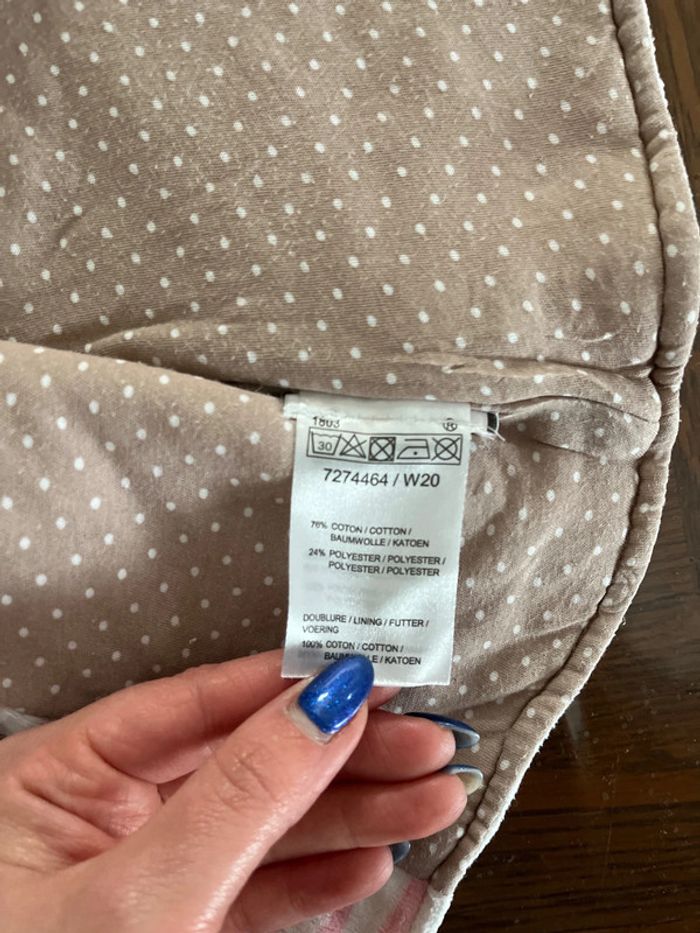 1803 ®
30
7274464 / W20
76% COTON / COTTON /
BAUMWOLLE / KATOEN
24% POLYESTER / POLYESTER /
POLYESTER / POLYESTER
DOUBLURE / LINING / FUTTER /
VOERING
100% COTON / COTTON /
BAUMWOLLE / KATOEN